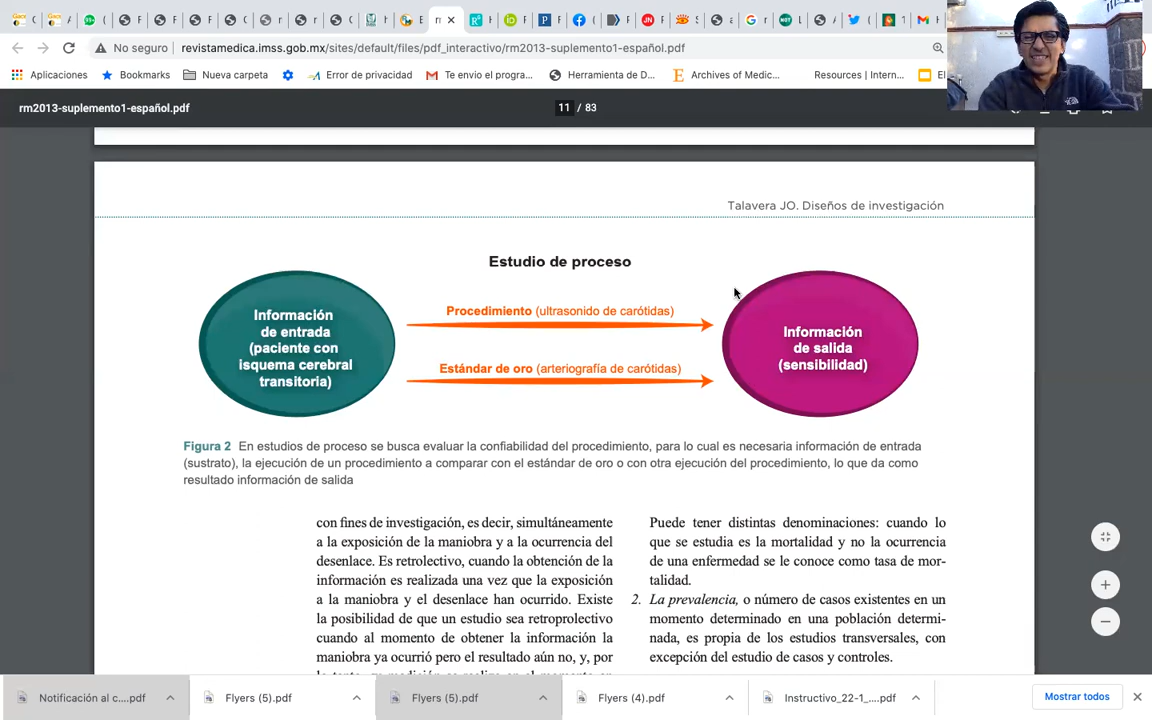 No seguro
revistamedica.imss.gob.mx/sites/default/files/pdf_interactivo/rm2013-suplemento1-español.pdf
Aplicaciones
Bookmarks
Nueva carpeta
Error de privacidad
Te envio el progra...
Herramienta de D...
Archives of Medic...
Resources | Intern...
El
rm2013-suplemento1-español.pdf
11 / 83
Talavera JO. Diseños de investigación
Estudio de proceso
Información
de entrada
(paciente con
isquema cerebral
transitoria)
Procedimiento (ultrasonido de carótidas)
Estándar de oro (arteriografía de carótidas)
Información
de salida
(sensibilidad)
Figura 2 En estudios de proceso se busca evaluar la confiabilidad del procedimiento, para lo cual es necesaria información de entrada
(sustrato), la ejecución de un procedimiento a comparar con el estándar de oro o con otra ejecución del procedimiento, lo que da como
resultado información de salida
con fines de investigación, es decir, simultáneamente
a la exposición de la maniobra y a la ocurrencia del
desenlace. Es retrolectivo, cuando la obtención de la
información es realizada una vez que la exposición
a la maniobra y el desenlace han ocurrido. Existe
la posibilidad de que un estudio sea retroprolectivo
cuando al momento de obtener la información la
maniobra ya ocurrió pero el resultado aún no, y, por
Puede tener distintas denominaciones: cuando lo
que se estudia es la mortalidad y no la ocurrencia
de una enfermedad se le conoce como tasa de mor-
talidad.
2. La prevalencia, o número de casos existentes en un
momento determinado en una población determi-
nada, es propia de los estudios transversales, con
excepción del estudio de casos y controles.
Notificación al c....pdf
Flyers (5).pdf
Flyers (5).pdf
Flyers (4).pdf
Instructivo_22-1_....pdf
Mostrar todos